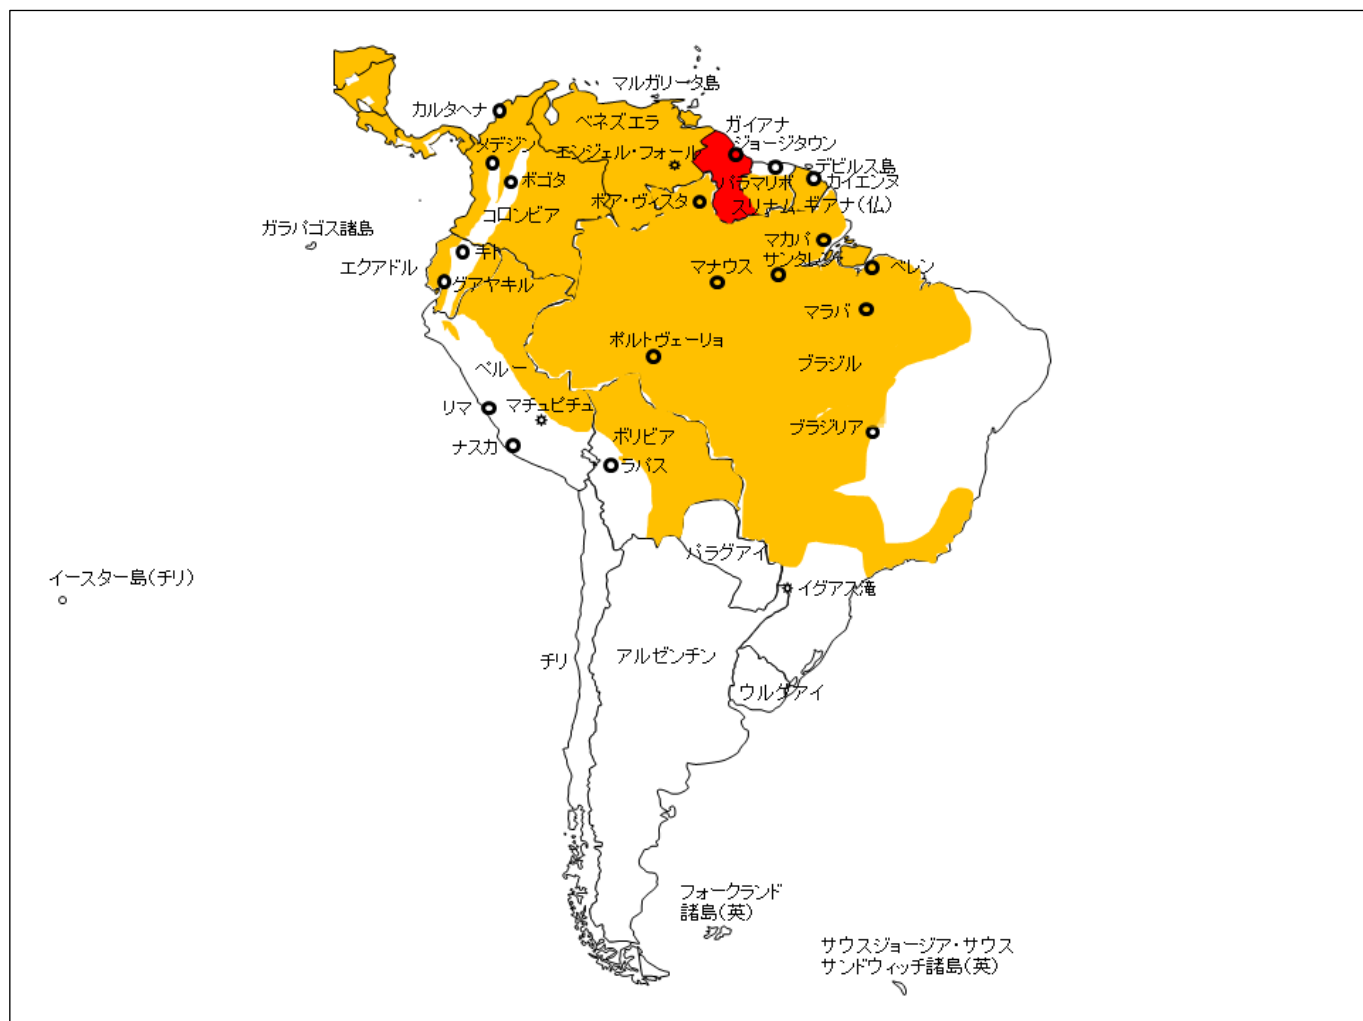 マルガリータ島
カルタヘナ
ベネズエラ
ガイアナ
ジョージタウン
メデジン
エンジェル・フォール
デビルス島
パラマリボ
カイエンヌ
ボゴタ
ボア・ヴィスタ
スリナム
ギアナ(仏)
コロンビア
ガラパゴス諸島
マカパ
キト
エクアドル
マナウス
サンタレン
ベレン
グアヤキル
マラバ
ポルトヴェーリョ
ペルー
ブラジル
リマ
マチュピチュ
ナスカ
ボリビア
ブラジリア
ラパス
パラグアイ
イースター島(チリ)
イグアス滝
チリ
アルゼンチン
ウルグアイ
フォークランド
諸島(英)
サウスジョージア・サウス
サンドウィッチ諸島(英)